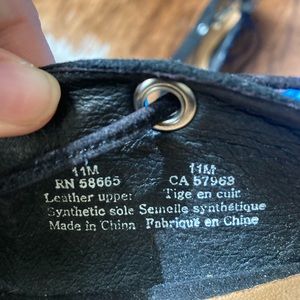 11M
RN 58665
Leather upper
Synthetic sole
Made in China
11M
CA 57963
Tige en cuir
Semelle synthétique
Fabriqué en Chine